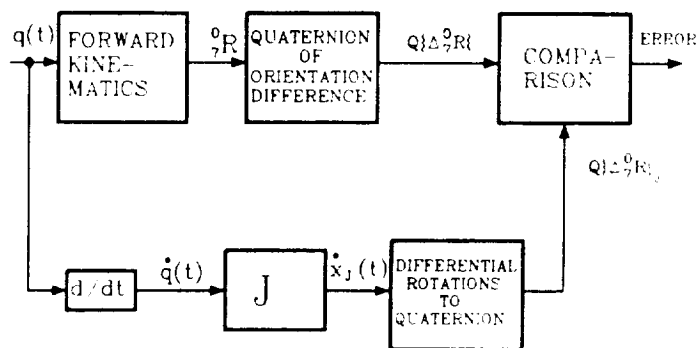 q(t)
FORWARD
KINE-
MATICS
⁰₇R
QUATERNION
OF
ORIENTATION
DIFFERENCE
Q}Δ⁰₇R{
COMPA-
RISON
ERROR
Q}Δ⁰₇R{J
d/dt
q̇(t)
J
ẋJ(t)
DIFFERENTIAL
ROTATIONS
TO
QUATERNION